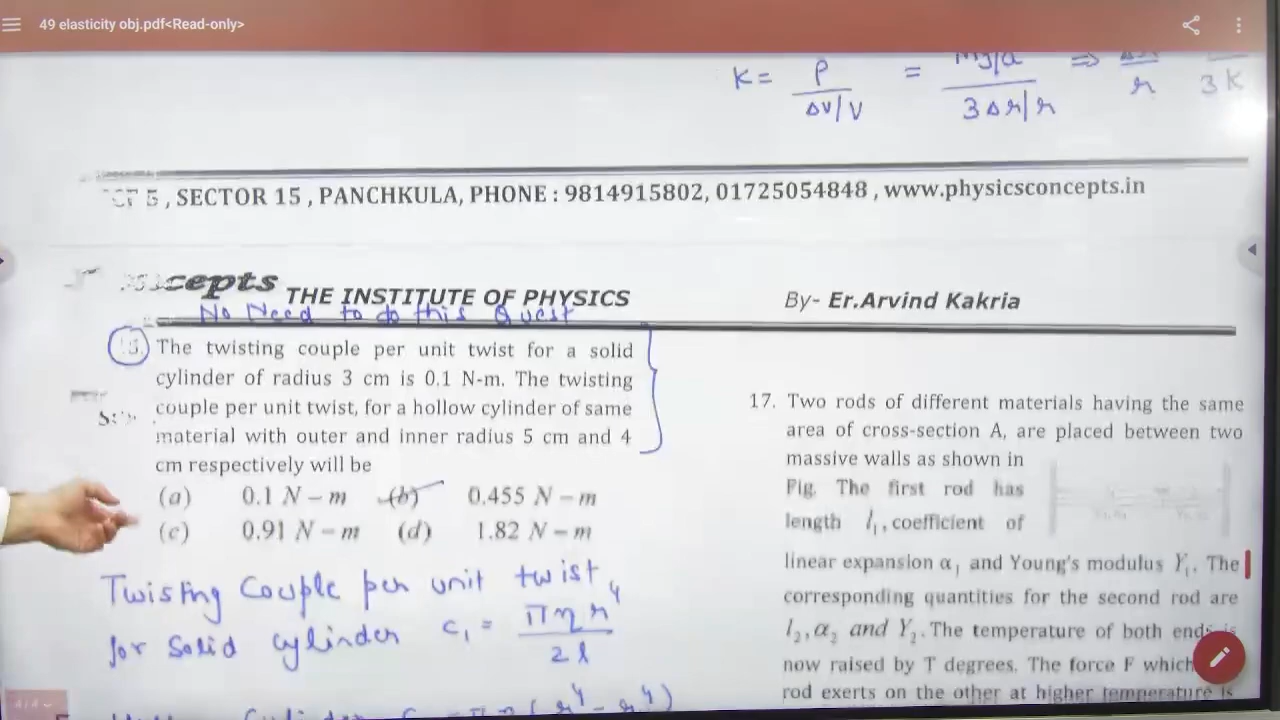 49 elasticity obj.pdf<Read-only>
K = P / ΔV/V = Mg/a / 3Δr/r ⇒ r 3K
, SECTOR 15 , PANCHKULA, PHONE : 9814915802, 01725054848 , www.physicsconcepts.in
cepts THE INSTITUTE OF PHYSICS
By- Er.Arvind Kakria
No Need to do this Quest
The twisting couple per unit twist for a solid
cylinder of radius 3 cm is 0.1 N-m. The twisting
couple per unit twist, for a hollow cylinder of same
material with outer and inner radius 5 cm and 4
cm respectively will be
(a) 0.1 N – m (b) 0.455 N – m
(c) 0.91 N – m (d) 1.82 N – m
Twisting Couple per unit twist
for solid cylinder C₁ = πηr⁴ / 2l
17. Two rods of different materials having the same
area of cross-section A, are placed between two
massive walls as shown in
Fig. The first rod has
length l₁, coefficient of
linear expansion α₁ and Young's modulus Y₁. The
corresponding quantities for the second rod are
l₂, α₂ and Y₂. The temperature of both ends is
now raised by T degrees. The force F which
rod exerts on the other at higher temperature is